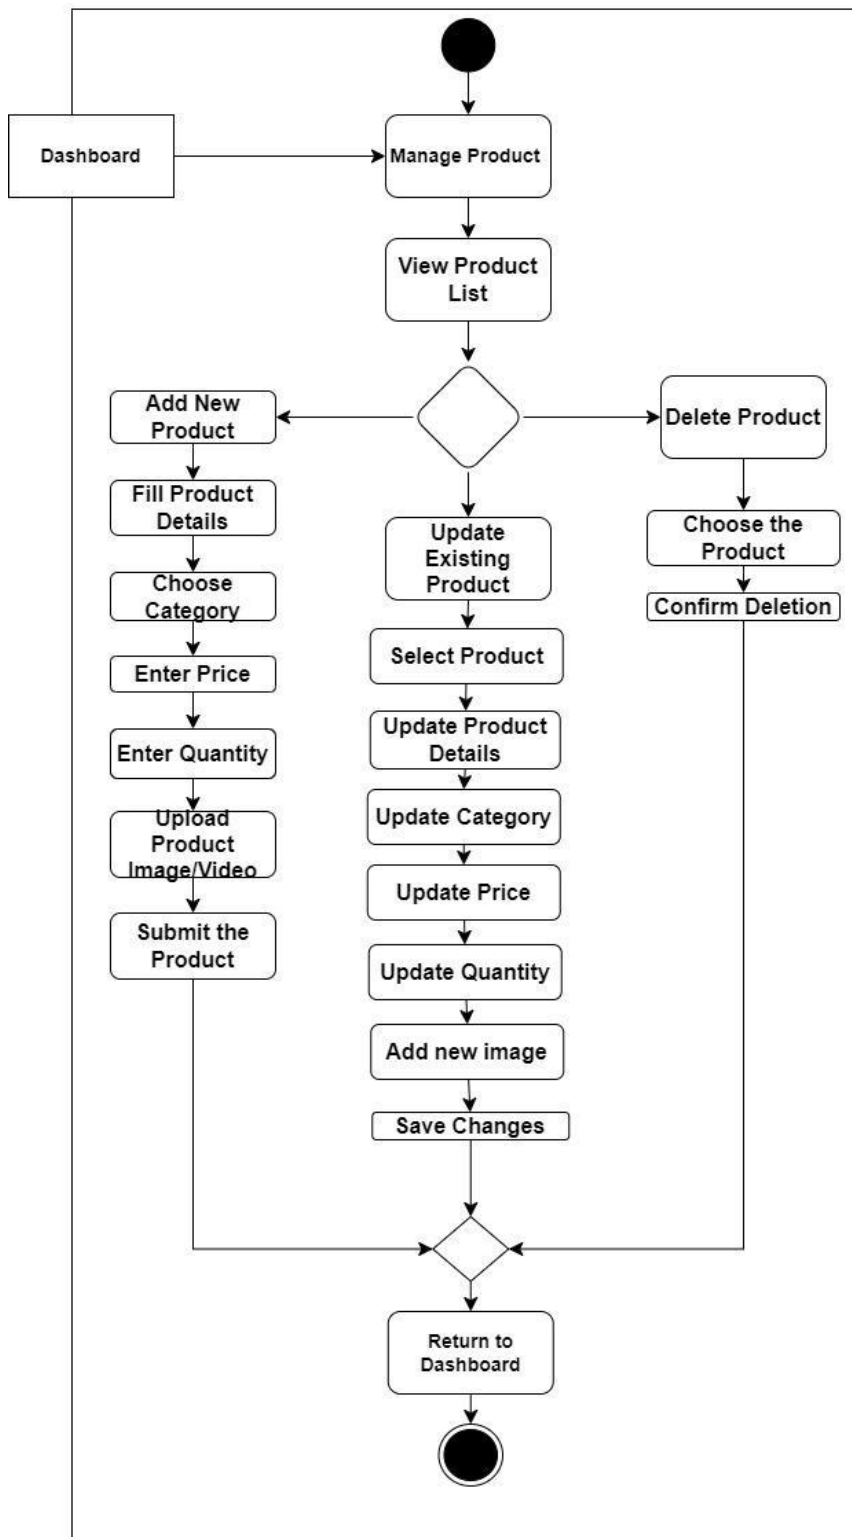 Dashboard
Manage Product
View Product
List
Add New
Product
Delete Product
Fill Product
Details
Update
Existing
Product
Choose the
Product
Choose
Category
Confirm Deletion
Select Product
Enter Price
Update Product
Details
Enter Quantity
Update Category
Upload
Product
Image/Video
Update Price
Submit the
Product
Update Quantity
Add new image
Save Changes
Return to
Dashboard